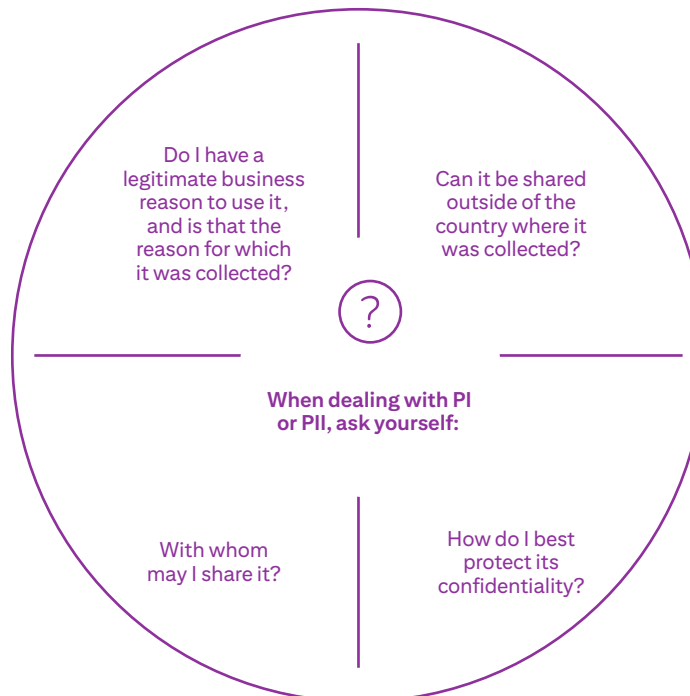 Do I have a
legitimate business
reason to use it,
and is that the
reason for which
it was collected?
Can it be shared
outside of the
country where it
was collected?
?
When dealing with PI
or PII, ask yourself:
With whom
may I share it?
How do I best
protect its
confidentiality?